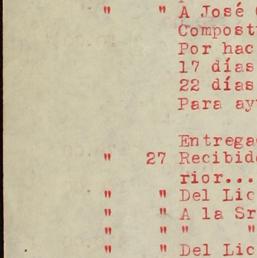 " " A José
Compost
Por hac
17 días
22 días
Para ay
Entrega
" 27 Recibid
rior...
" " Del Lic
" " A la Sr
" " " "
" " Del Lic